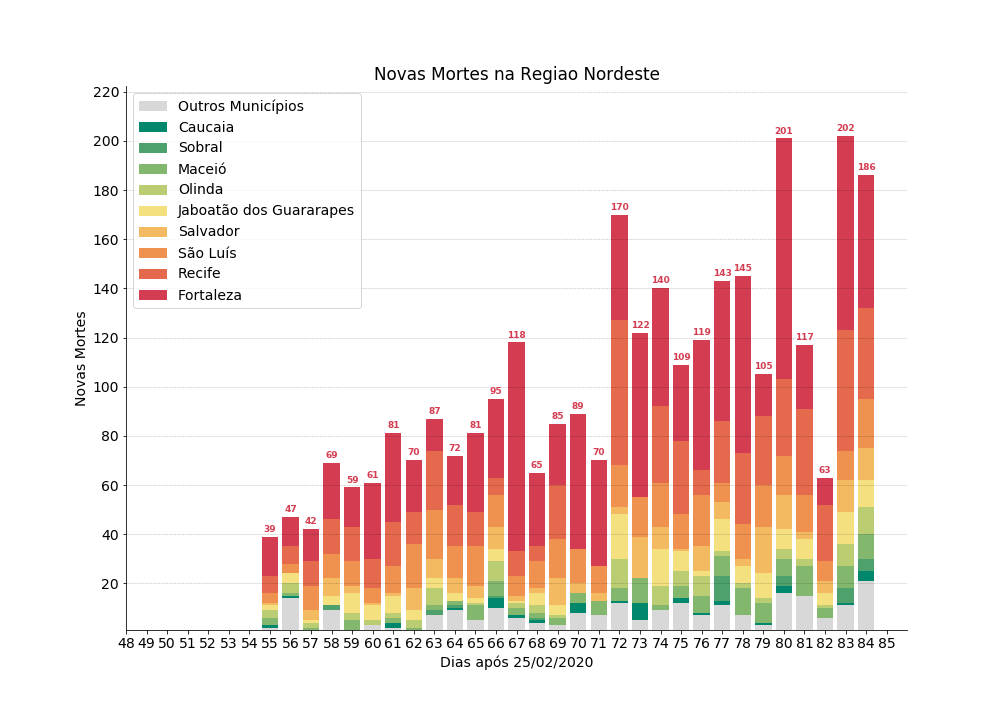 Novas Mortes na Regiao Nordeste
Novas Mortes
220
200
180
160
140
120
100
80
60
40
20
Outros Municípios
Caucaia
Sobral
Maceió
Olinda
Jaboatão dos Guararapes
Salvador
São Luís
Recife
Fortaleza
39 47 42 69 59 61 81 70 87 72 81 95 118 65 85 89 70 170 122 140 109 119 143 145 105 201 117 63 202 186
48 49 50 51 52 53 54 55 56 57 58 59 60 61 62 63 64 65 66 67 68 69 70 71 72 73 74 75 76 77 78 79 80 81 82 83 84 85
Dias após 25/02/2020